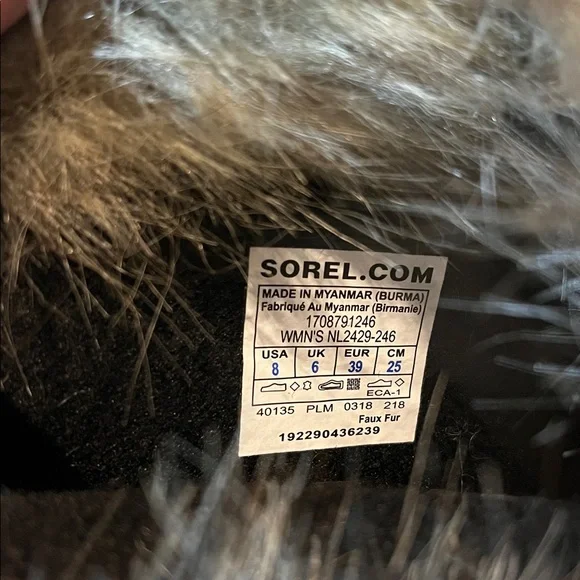 SOREL.COM
MADE IN MYANMAR (BURMA)
Fabriqué Au Myanmar (Birmanie)
1708791246
WMN'S NL2429-246
USA UK EUR CM
8 6 39 25
ECA-1
40135 PLM 0318 218
Faux Fur
192290436239